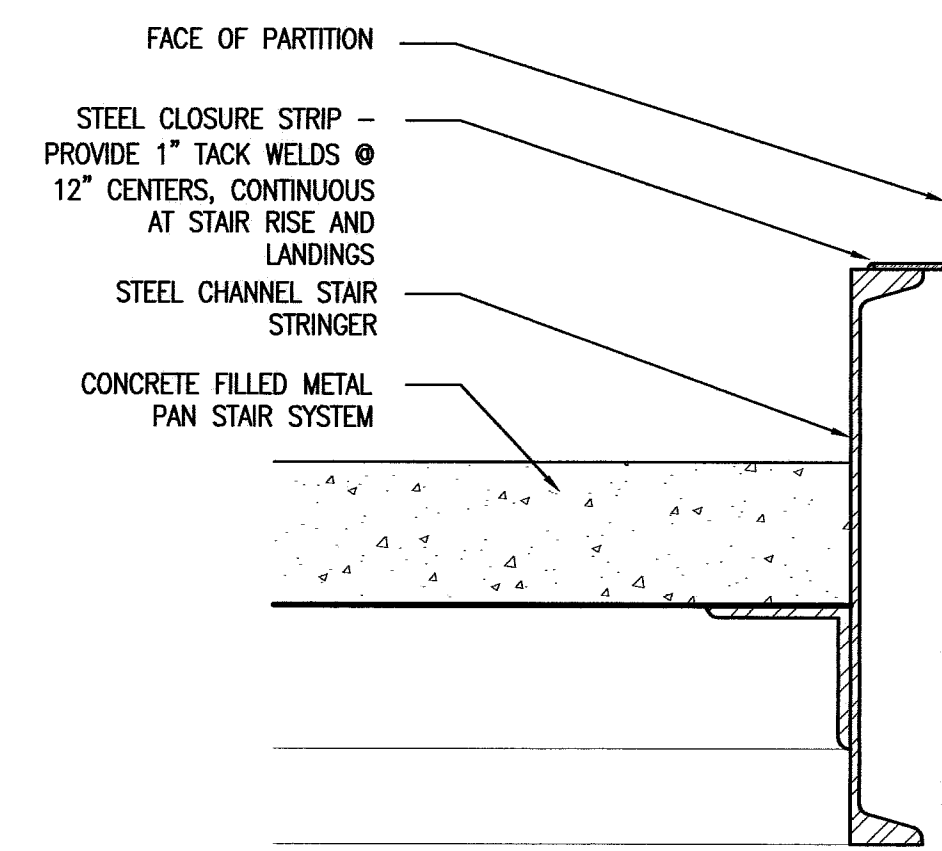 FACE OF PARTITION
STEEL CLOSURE STRIP –
PROVIDE 1" TACK WELDS @
12" CENTERS, CONTINUOUS
AT STAIR RISE AND
LANDINGS
STEEL CHANNEL STAIR
STRINGER
CONCRETE FILLED METAL
PAN STAIR SYSTEM